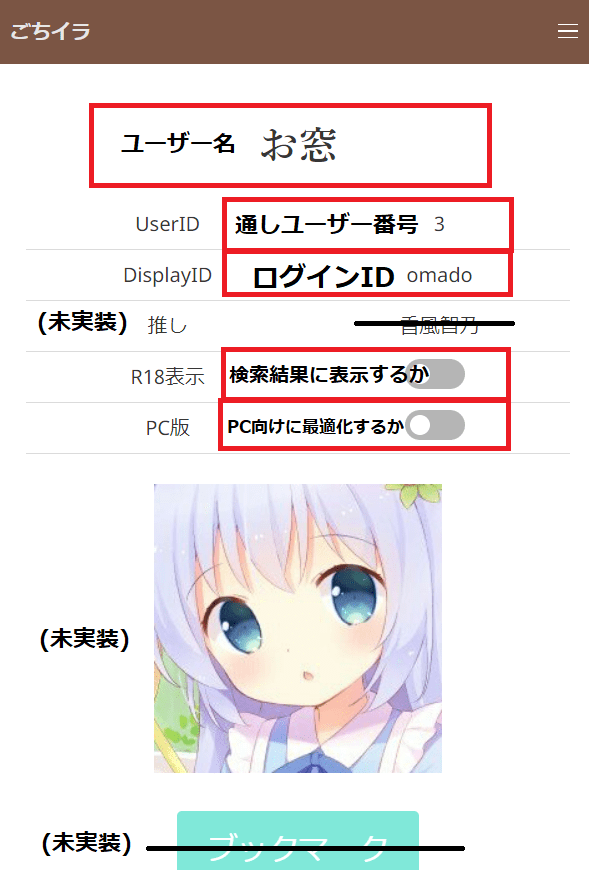 ごちイラ
ユーザー名 お窓
UserID 通しユーザー番号 3
DisplayID ログインID omado
(未実装) 推し 香風智乃
R18表示 検索結果に表示するか
PC版 PC向けに最適化するか
(未実装)
(未実装) ブックマーク